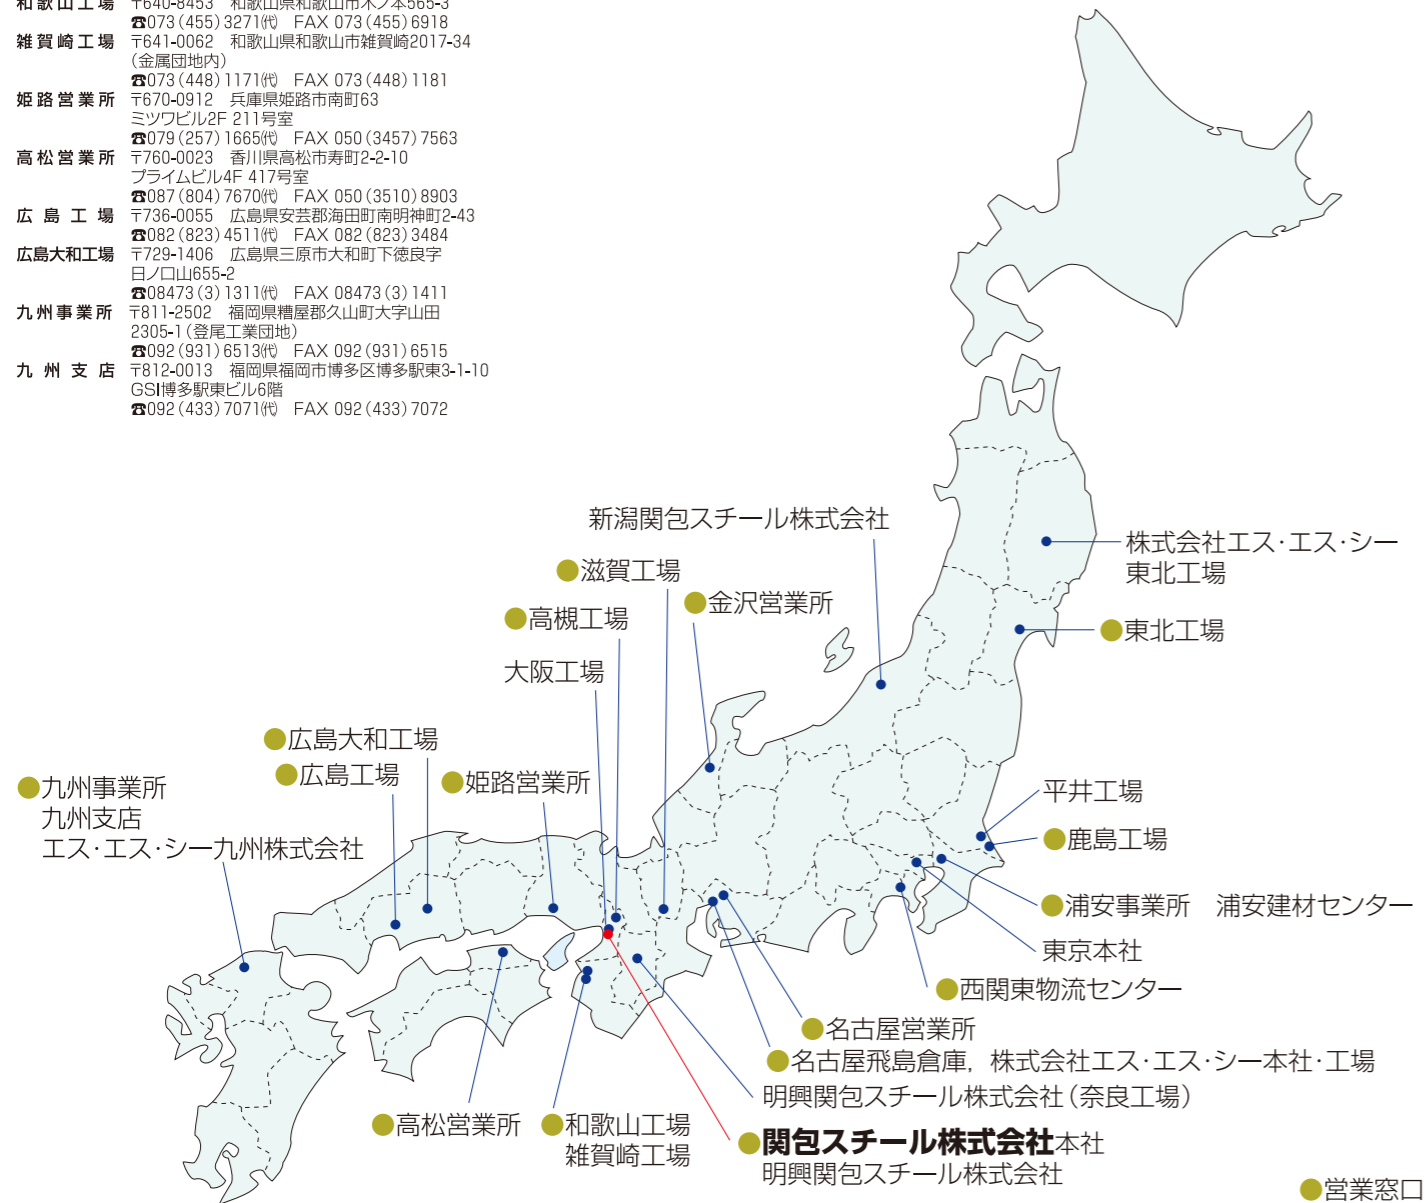 和歌山工場 〒640-8453 和歌山県和歌山市木ノ本565-3
☎073(455)3271㈹ FAX 073(455)6918
雑賀崎工場 〒641-0062 和歌山県和歌山市雑賀崎2017-34
(金属団地内)
☎073(448)1171㈹ FAX 073(448)1181
姫路営業所 〒670-0912 兵庫県姫路市南町63
ミツワビル2F 211号室
☎079(257)1665㈹ FAX 050(3457)7563
高松営業所 〒760-0023 香川県高松市寿町2-2-10
プライムビル4F 417号室
☎087(804)7670㈹ FAX 050(3510)8903
広島工場 〒736-0055 広島県安芸郡海田町南明神町2-43
☎082(823)4511㈹ FAX 082(823)3484
広島大和工場 〒729-1406 広島県三原市大和町下徳良字
日ノ口山655-2
☎08473(3)1311㈹ FAX 08473(3)1411
九州事業所 〒811-2502 福岡県糟屋郡久山町大字山田
2305-1(登尾工業団地)
☎092(931)6513㈹ FAX 092(931)6515
九州支店 〒812-0013 福岡県福岡市博多区博多駅東3-1-10
GSI博多駅東ビル6階
☎092(433)7071㈹ FAX 092(433)7072
新潟関包スチール株式会社
株式会社エス・エス・シー
東北工場
●滋賀工場
●金沢営業所
●高槻工場
●東北工場
大阪工場
●広島大和工場
●広島工場
●姫路営業所
●九州事業所
九州支店
エス・エス・シー九州株式会社
平井工場
●鹿島工場
●浦安事業所 浦安建材センター
東京本社
●西関東物流センター
●名古屋営業所
●名古屋飛島倉庫, 株式会社エス・エス・シー本社・工場
明興関包スチール株式会社(奈良工場)
●高松営業所
●和歌山工場
雑賀崎工場
●関包スチール株式会社本社
明興関包スチール株式会社
●営業窓口